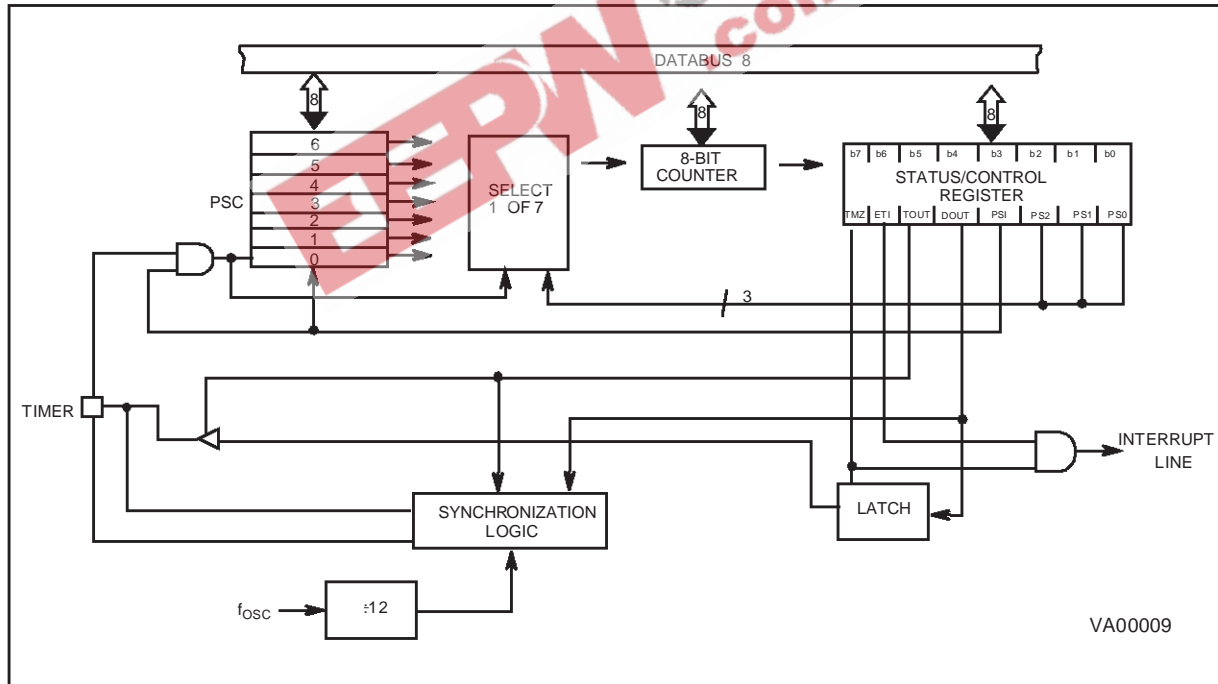 DATABUS 8
8
8
8
6
5
4
3
2
1
0
PSC
SELECT
1 OF 7
8-BIT
COUNTER
b7 b6 b5 b4 b3 b2 b1 b0
STATUS/CONTROL
REGISTER
TMZ ETI TOUT DOUT PSI PS2 PS1 PS0
3
TIMER
SYNCHRONIZATION
LOGIC
LATCH
INTERRUPT
LINE
fOSC
÷12
VA00009
EEPW.com